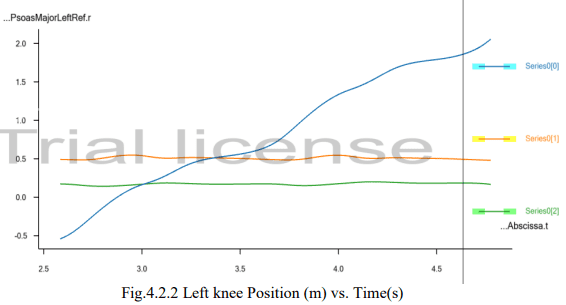 ...PsoasMajorLeftRef.r
2.0
Series0[0]
1.5
1.0
Series0[1]
Trial license
0.5
0.0
Series0[2]
...Abscissa.t
-0.5
2.5 3.0 3.5 4.0 4.5
Fig.4.2.2 Left knee Position (m) vs. Time(s)